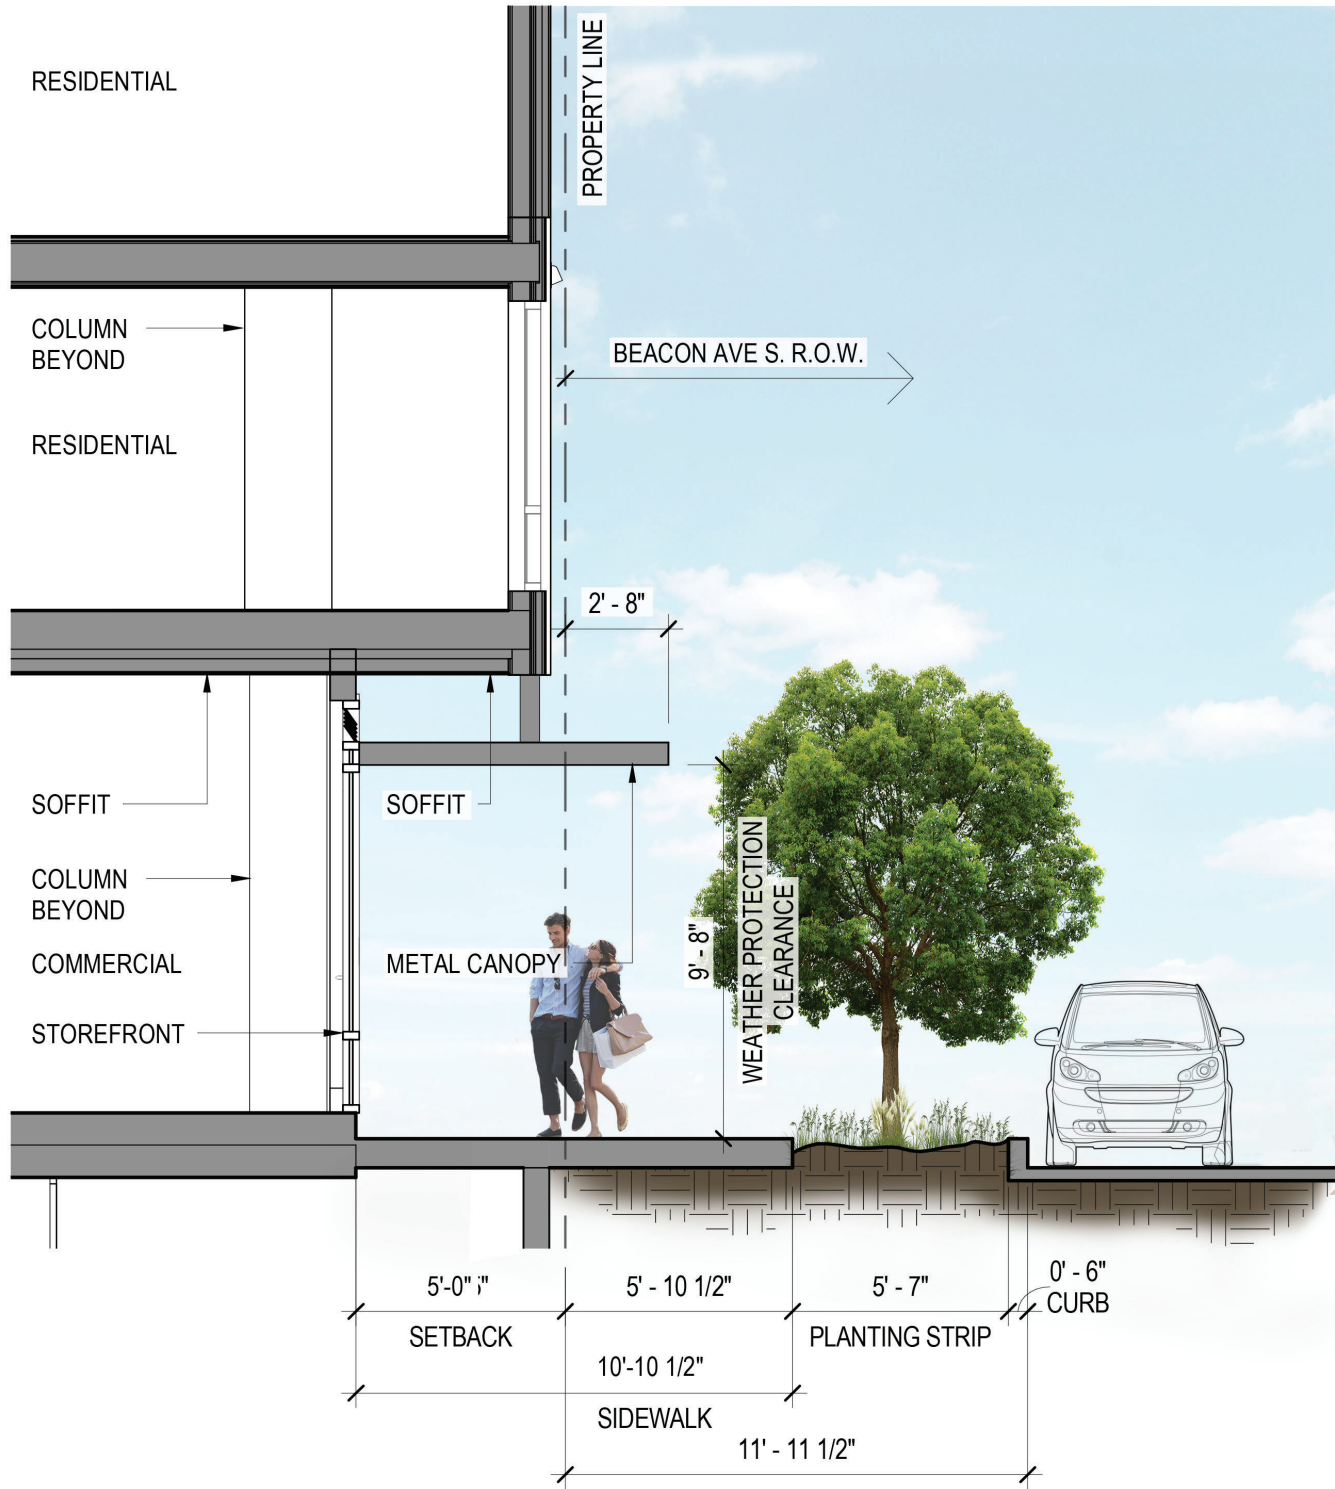 RESIDENTIAL
PROPERTY LINE
COLUMN
BEYOND
BEACON AVE S. R.O.W.
RESIDENTIAL
2' - 8"
SOFFIT
SOFFIT
COLUMN
BEYOND
COMMERCIAL
METAL CANOPY
9' - 8"
WEATHER PROTECTION
CLEARANCE
STOREFRONT
5'-0"
5' - 10 1/2"
5' - 7"
0' - 6"
CURB
SETBACK
PLANTING STRIP
10'-10 1/2"
SIDEWALK
11' - 11 1/2"